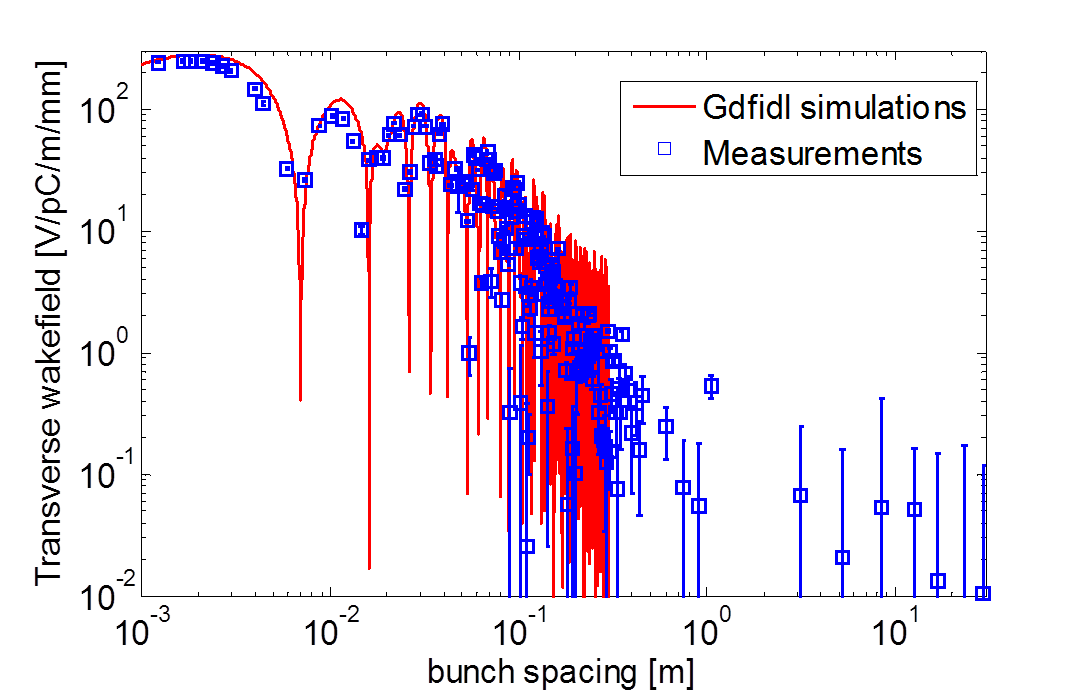 Gdfidl simulations
Measurements
Transverse wakefield [V/pC/m/mm]
10^2
10^1
10^0
10^-1
10^-2
10^-3 10^-2 10^-1 10^0 10^1
bunch spacing [m]